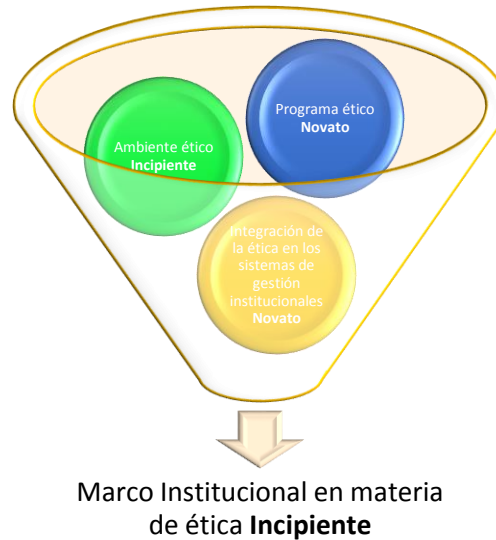 Programa ético
Novato
Ambiente ético
Incipiente
Integración de
la ética en los
sistemas de
gestión
institucionales
Novato
Marco Institucional en materia
de ética Incipiente